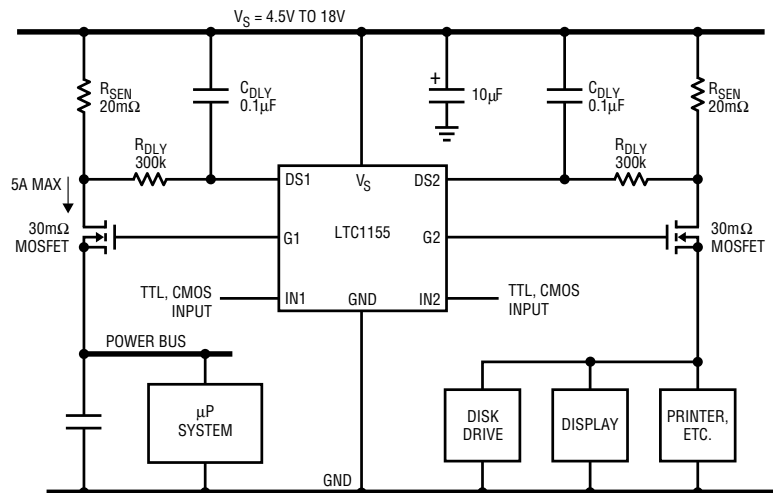 V_S = 4.5V TO 18V
R_SEN
20mΩ
C_DLY
0.1μF
+
10μF
C_DLY
0.1μF
R_SEN
20mΩ
R_DLY
300k
R_DLY
300k
5A MAX
DS1
V_S
DS2
30mΩ
MOSFET
G1
LTC1155
G2
30mΩ
MOSFET
TTL, CMOS
INPUT
IN1
GND
IN2
TTL, CMOS
INPUT
POWER BUS
μP
SYSTEM
DISK
DRIVE
DISPLAY
PRINTER,
ETC.
GND